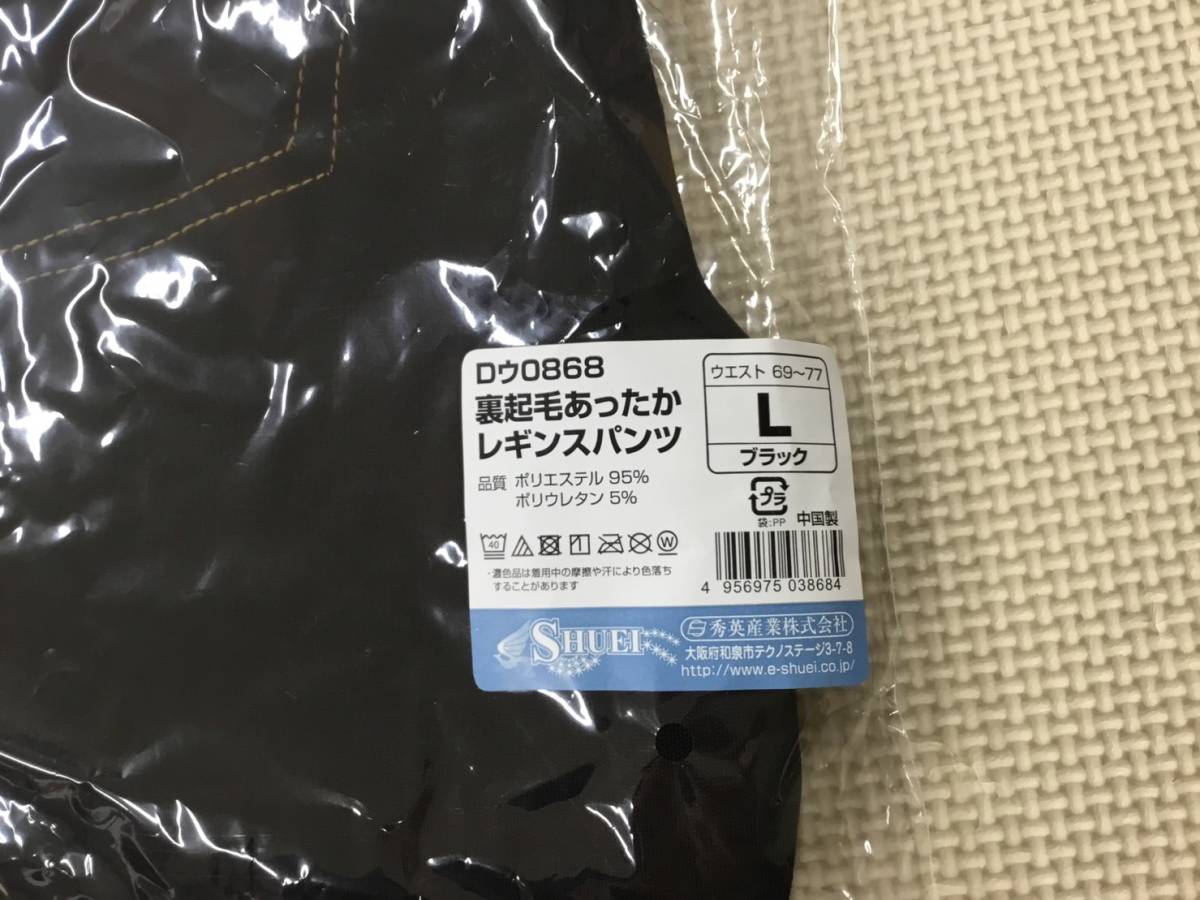 Dウ0868
裏起毛あったか
レギンスパンツ
品質 ポリエステル 95%
ポリウレタン 5%
ウエスト 69〜77
L
ブラック
プラ
袋:PP 中国製
40
W
・濃色品は着用中の摩擦や汗により色落ち
することがあります
4 956975 038684
SHUEI
秀英産業株式会社
大阪府和泉市テクノステージ3-7-8
http://www.e-shuei.co.jp/